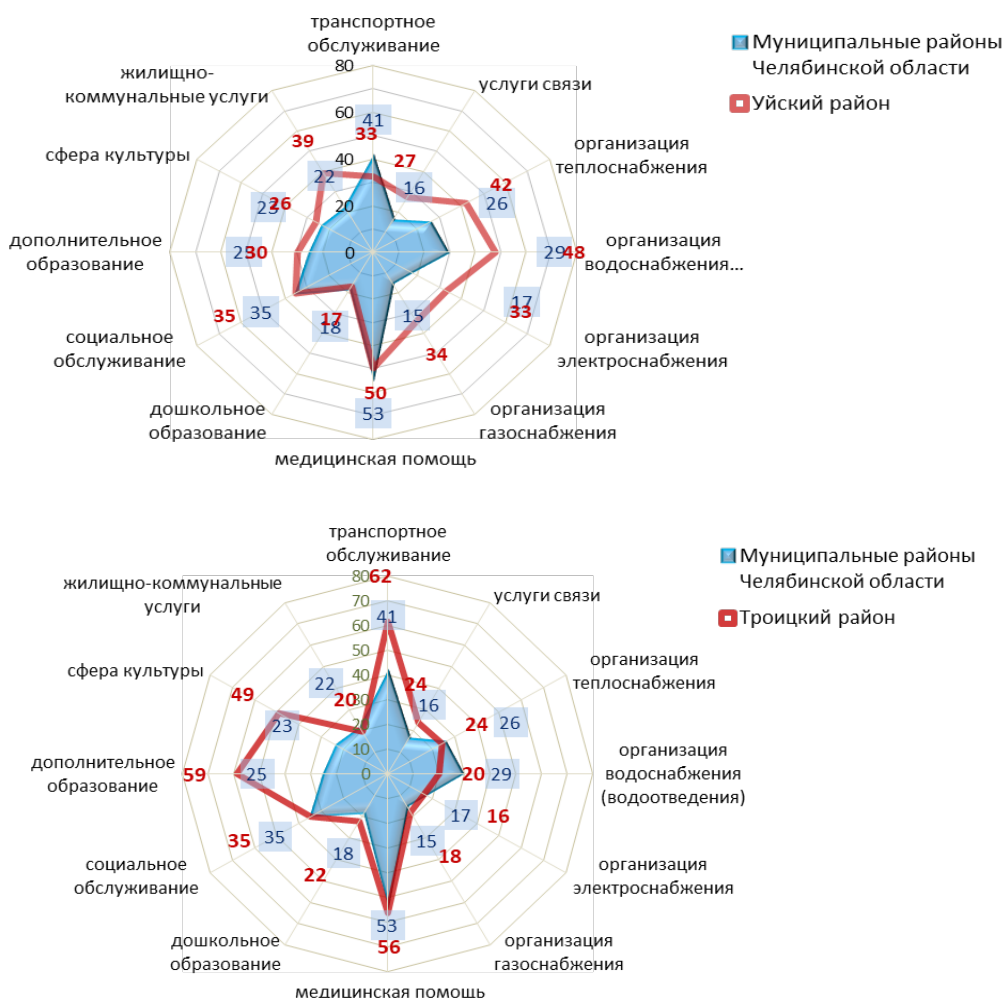 транспортное
обслуживание
услуги связи
организация
теплоснабжения
организация
водоснабжения...
организация
электроснабжения
организация
газоснабжения
медицинская помощь
дошкольное
образование
социальное
обслуживание
дополнительное
образование
сфера культуры
жилищно-
коммунальные услуги
80
60
40
20
0
41
16
26
29
17
15
53
18
35
23
22
33
27
42
48
33
34
50
17
35
30
26
39
Муниципальные районы
Челябинской области
Уйский район
транспортное
обслуживание
услуги связи
организация
теплоснабжения
организация
водоснабжения
(водоотведения)
организация
электроснабжения
организация
газоснабжения
медицинская помощь
дошкольное
образование
социальное
обслуживание
дополнительное
образование
сфера культуры
жилищно-коммунальные
услуги
80
70
60
50
40
30
20
10
0
41
16
26
29
17
15
53
18
35
25
23
22
62
24
24
20
16
18
56
22
35
59
49
20
Муниципальные районы
Челябинской области
Троицкий район